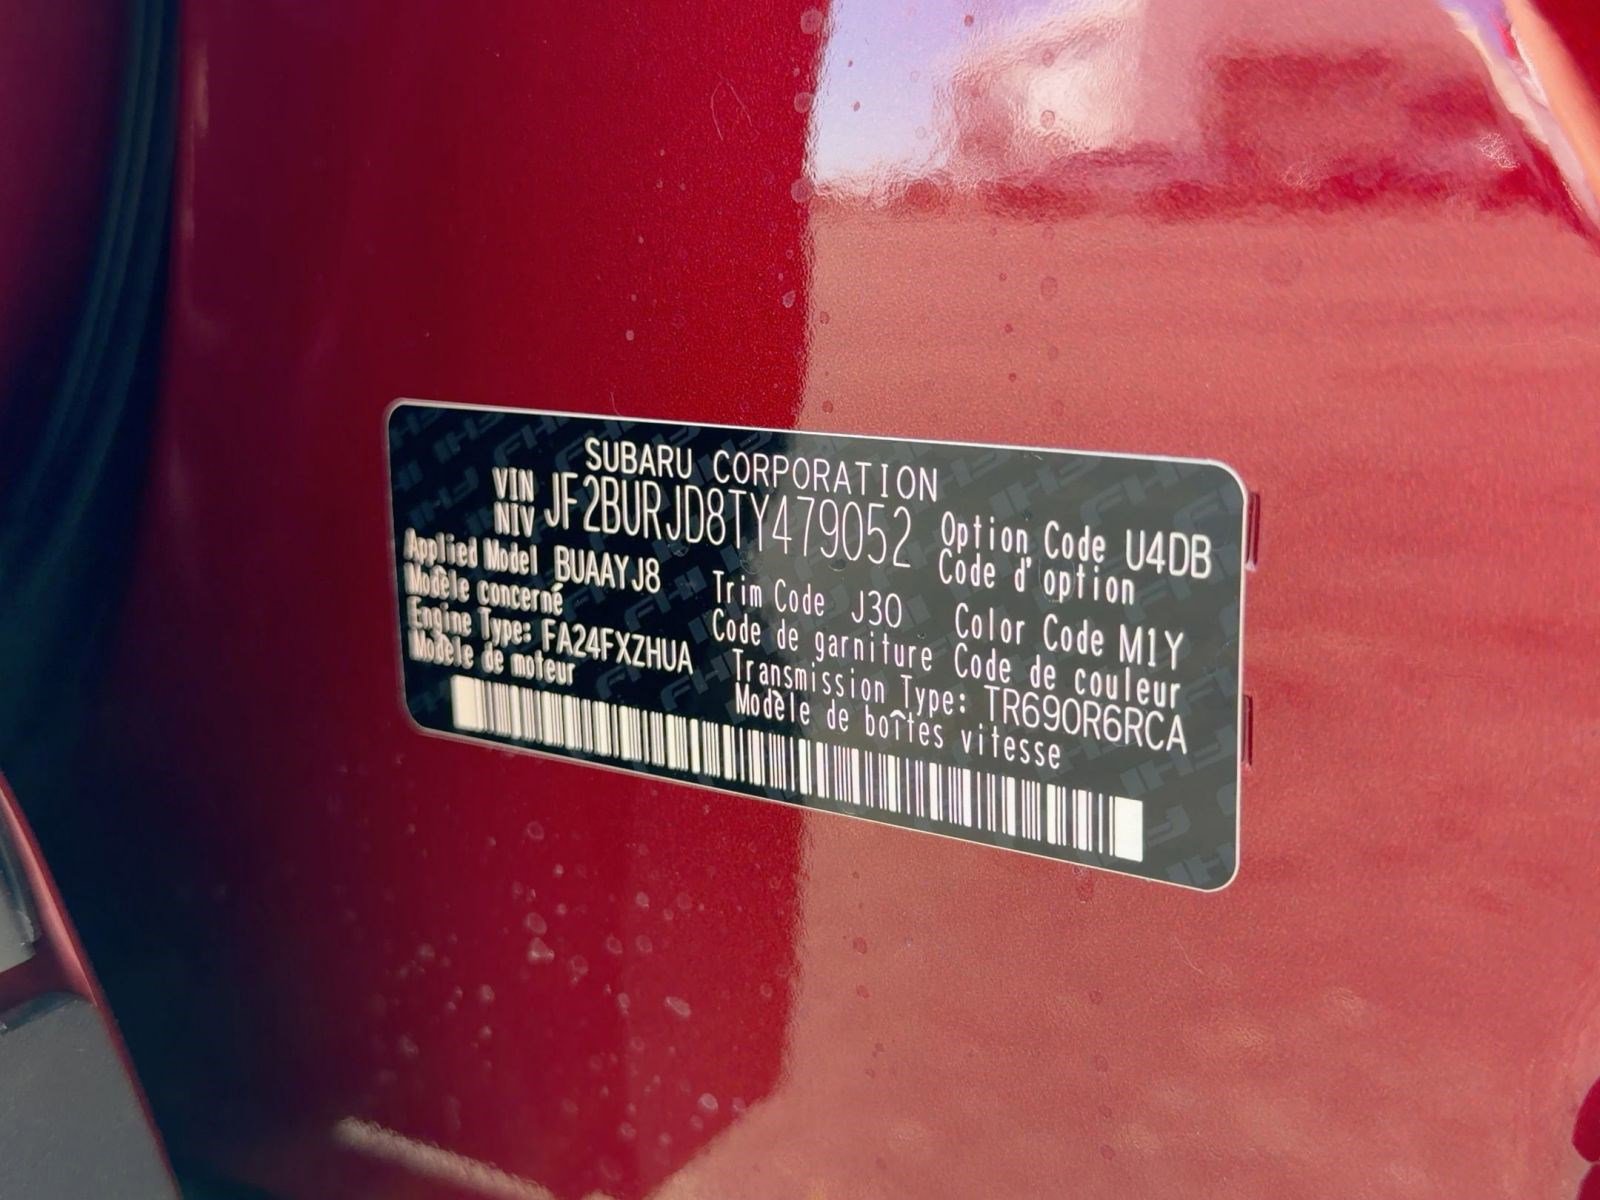 SUBARU CORPORATION
VIN JF2BURJD8TY479052
NIV
Option Code U4DB
Code d'option
Applied Model BUAAYJ8
Modèle concerné
Trim Code J30
Code de garniture
Color Code M1Y
Code de couleur
Engine Type: FA24FXZHUA
Modèle de moteur
Transmission Type: TR690R6RCA
Modèle de boîtes vitesse